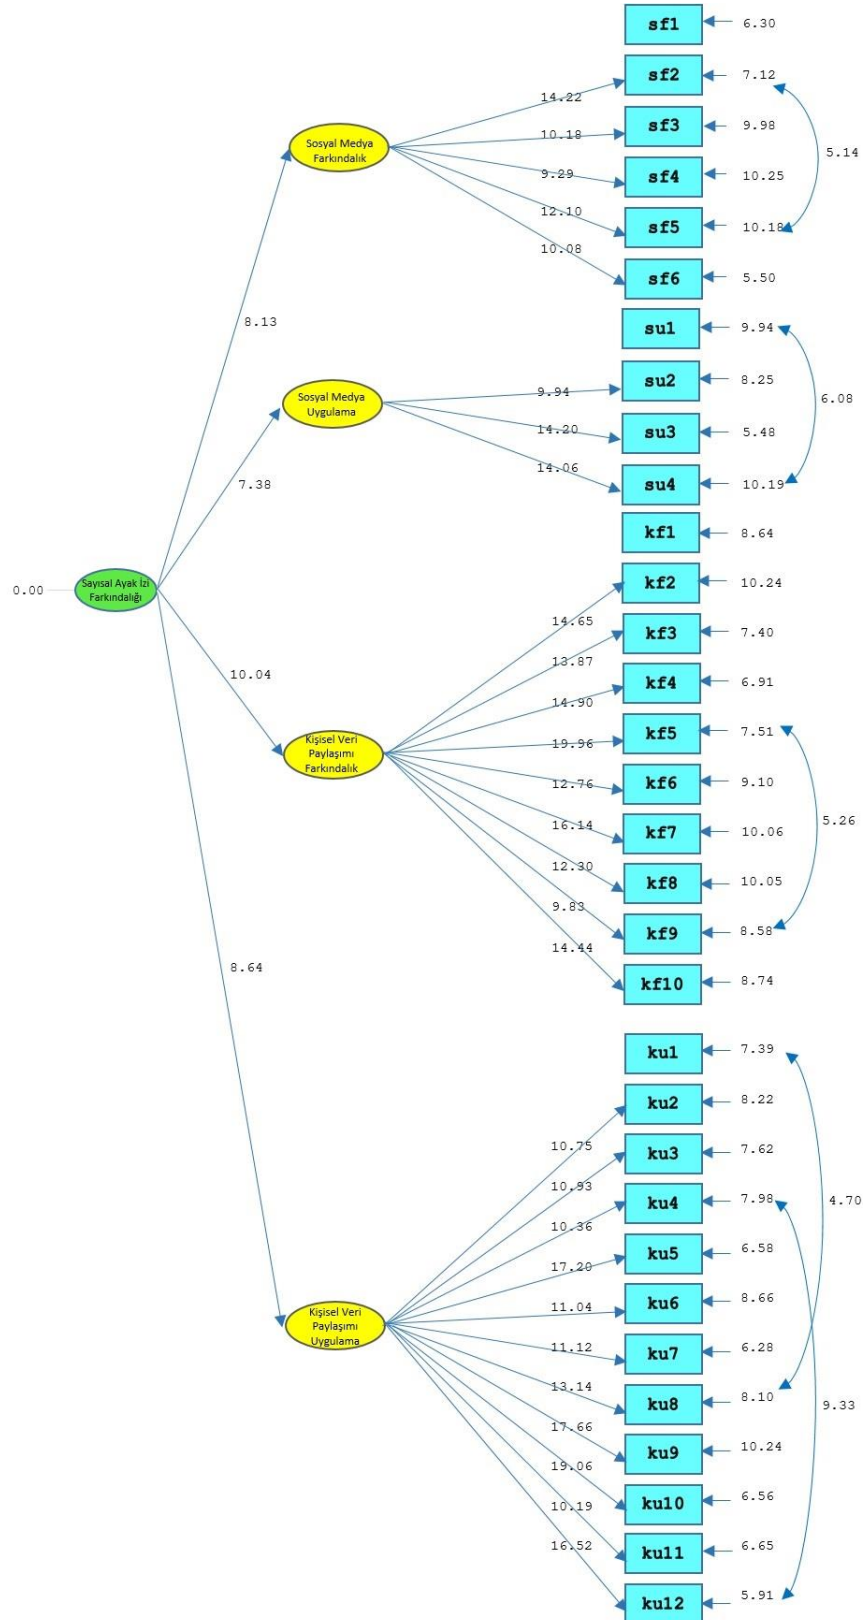 sf1
6.30
sf2
7.12
14.22
sf3
9.98
10.18
5.14
Sosyal Medya
Farkındalık
sf4
10.25
9.29
sf5
10.18
12.10
sf6
5.50
10.08
8.13
su1
9.94
su2
8.25
9.94
6.08
Sosyal Medya
Uygulama
su3
5.48
14.20
su4
10.19
14.06
7.38
kf1
8.64
0.00
Sayısal Ayak İzi
Farkındalığı
kf2
10.24
14.65
kf3
7.40
13.87
kf4
6.91
14.90
10.04
kf5
7.51
19.96
Kişisel Veri
Paylaşımı
Farkındalık
kf6
9.10
12.76
kf7
10.06
16.14
5.26
kf8
10.05
12.30
kf9
8.58
9.83
kf10
8.74
14.44
8.64
ku1
7.39
ku2
8.22
10.75
ku3
7.62
10.93
ku4
7.98
10.36
4.70
ku5
6.58
17.20
ku6
8.66
11.04
Kişisel Veri
Paylaşımı
Uygulama
ku7
6.28
11.12
ku8
8.10
13.14
9.33
ku9
10.24
17.66
ku10
6.56
19.06
ku11
6.65
10.19
ku12
5.91
16.52